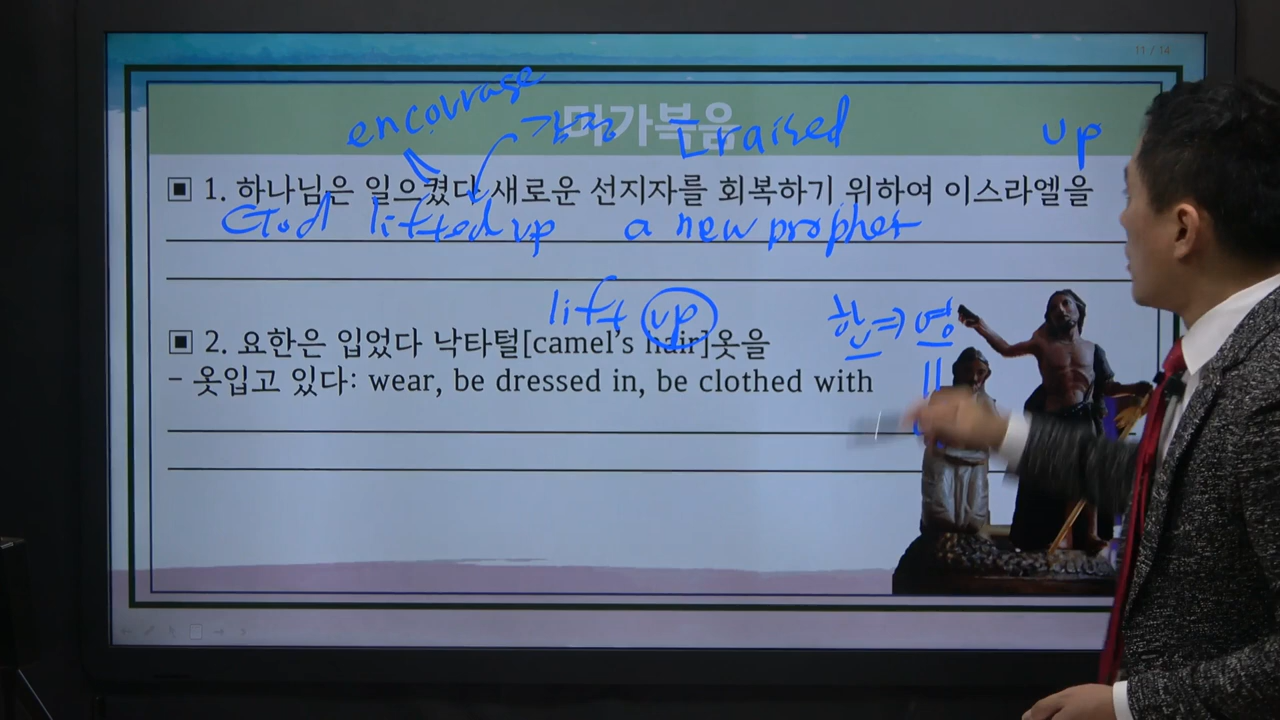 11 / 14
encourage
마가복음
감정
raised
up
▣ 1. 하나님은 일으켰다 새로운 선지자를 회복하기 위하여 이스라엘을
God lifted up a new prophet
lift up
한 영
▣ 2. 요한은 입었다 낙타털[camel's hair]옷을
- 옷입고 있다: wear, be dressed in, be clothed with